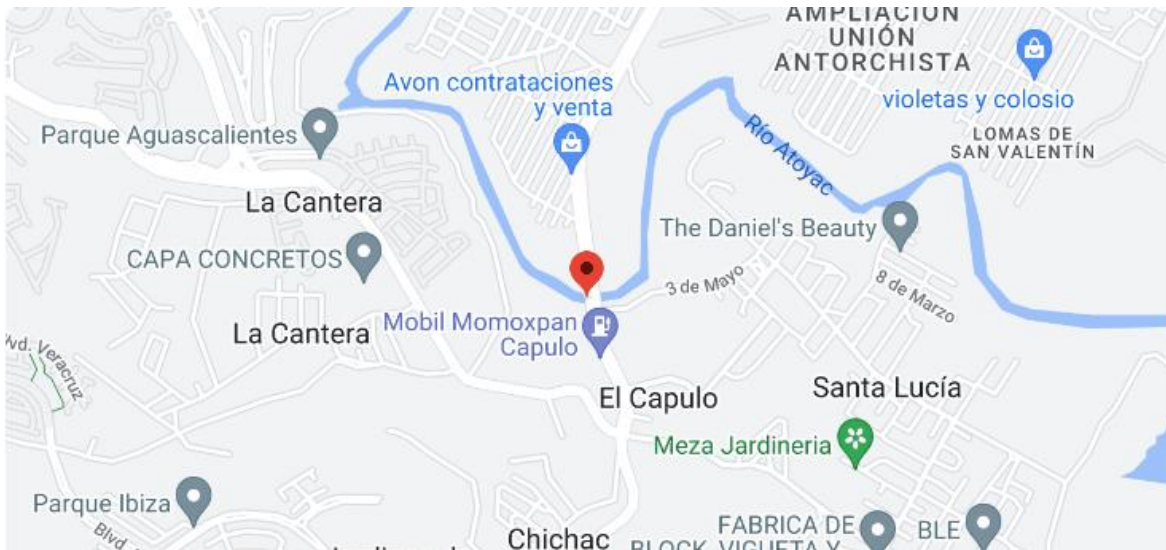 AMPLIACIÓN
UNIÓN
ANTORCHISTA
Avon contrataciones
y venta
violetas y colosio
Parque Aguascalientes
Río Atoyac
LOMAS DE
SAN VALENTÍN
La Cantera
The Daniel's Beauty
CAPA CONCRETOS
3 de Mayo
8 de Marzo
Mobil Momoxpan
Capulo
La Cantera
Veracruz
El Capulo
Santa Lucía
Meza Jardineria
Parque Ibiza
Blvd.
Chichac
FABRICA DE
BLOCK, VIGUETA Y
BLE